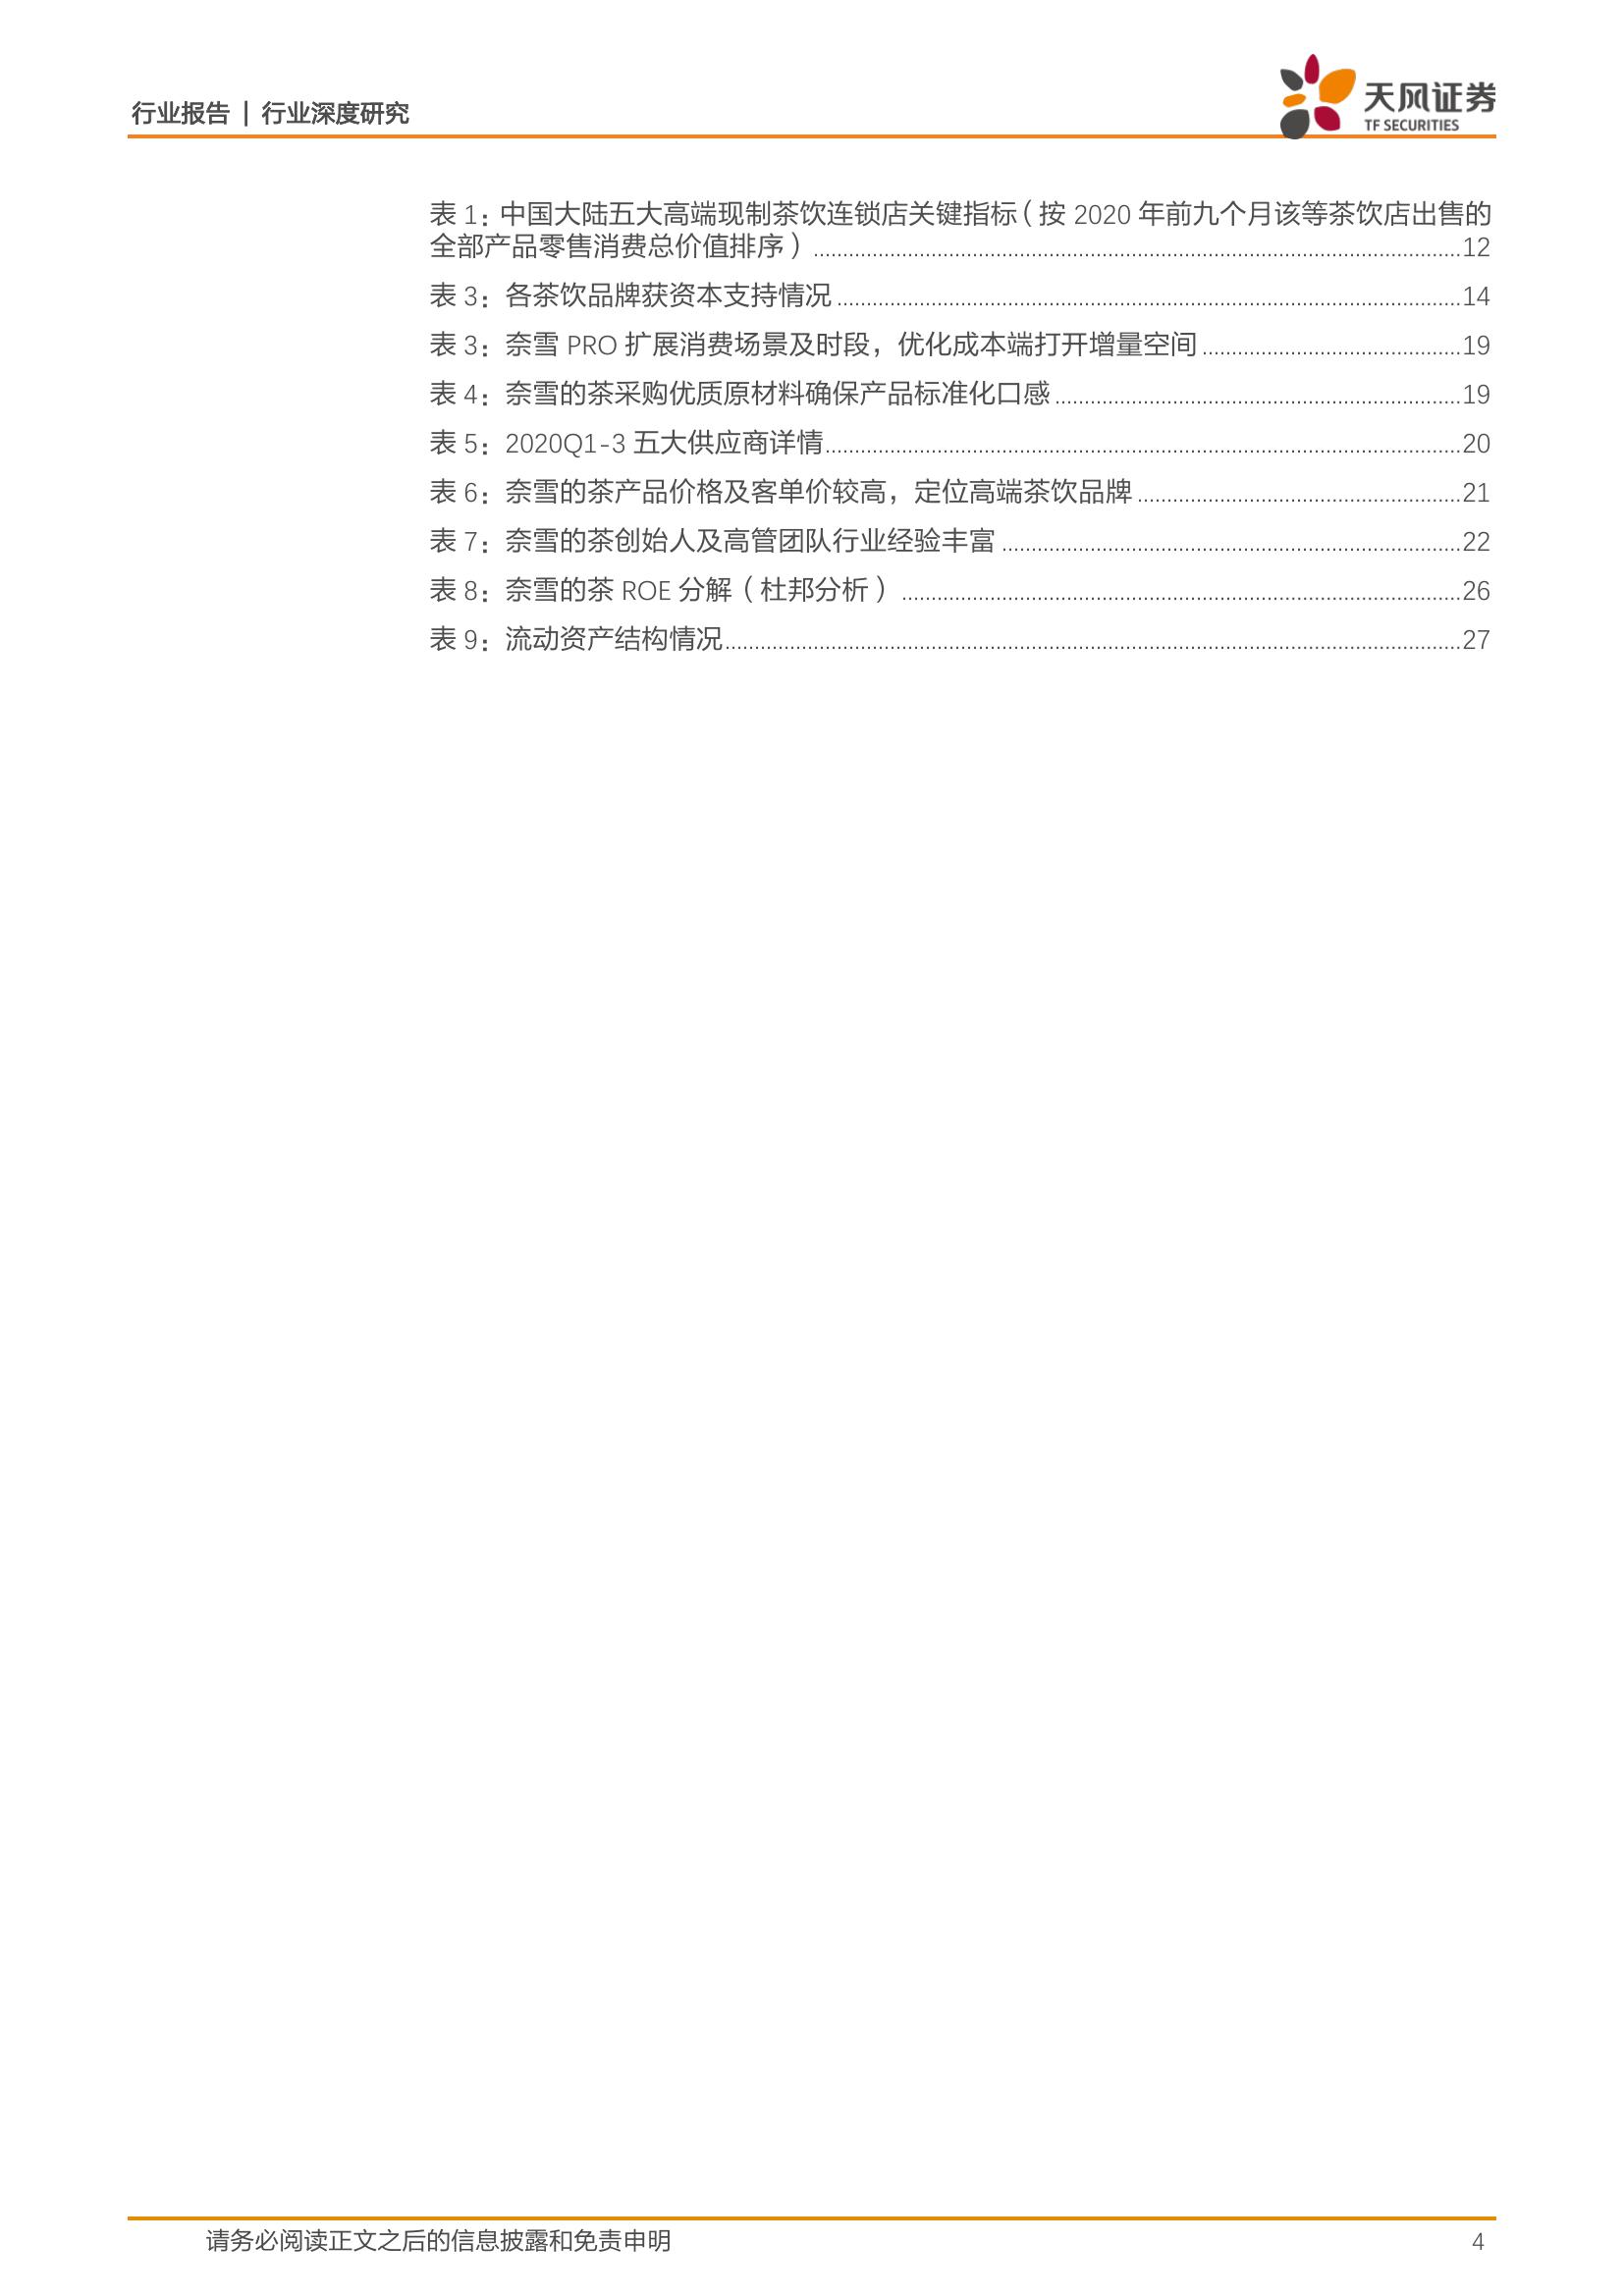 行业报告 | 行业深度研究
天风证券
TF SECURITIES
表 1：中国大陆五大高端现制茶饮连锁店关键指标（按 2020 年前九个月该等茶饮店出售的
全部产品零售消费总价值排序）....................12
表 3：各茶饮品牌获资本支持情况....................14
表 3：奈雪 PRO 扩展消费场景及时段，优化成本端打开增量空间....................19
表 4：奈雪的茶采购优质原材料确保产品标准化口感....................19
表 5：2020Q1-3 五大供应商详情....................20
表 6：奈雪的茶产品价格及客单价较高，定位高端茶饮品牌....................21
表 7：奈雪的茶创始人及高管团队行业经验丰富....................22
表 8：奈雪的茶 ROE 分解（杜邦分析）....................26
表 9：流动资产结构情况....................27
请务必阅读正文之后的信息披露和免责申明 4